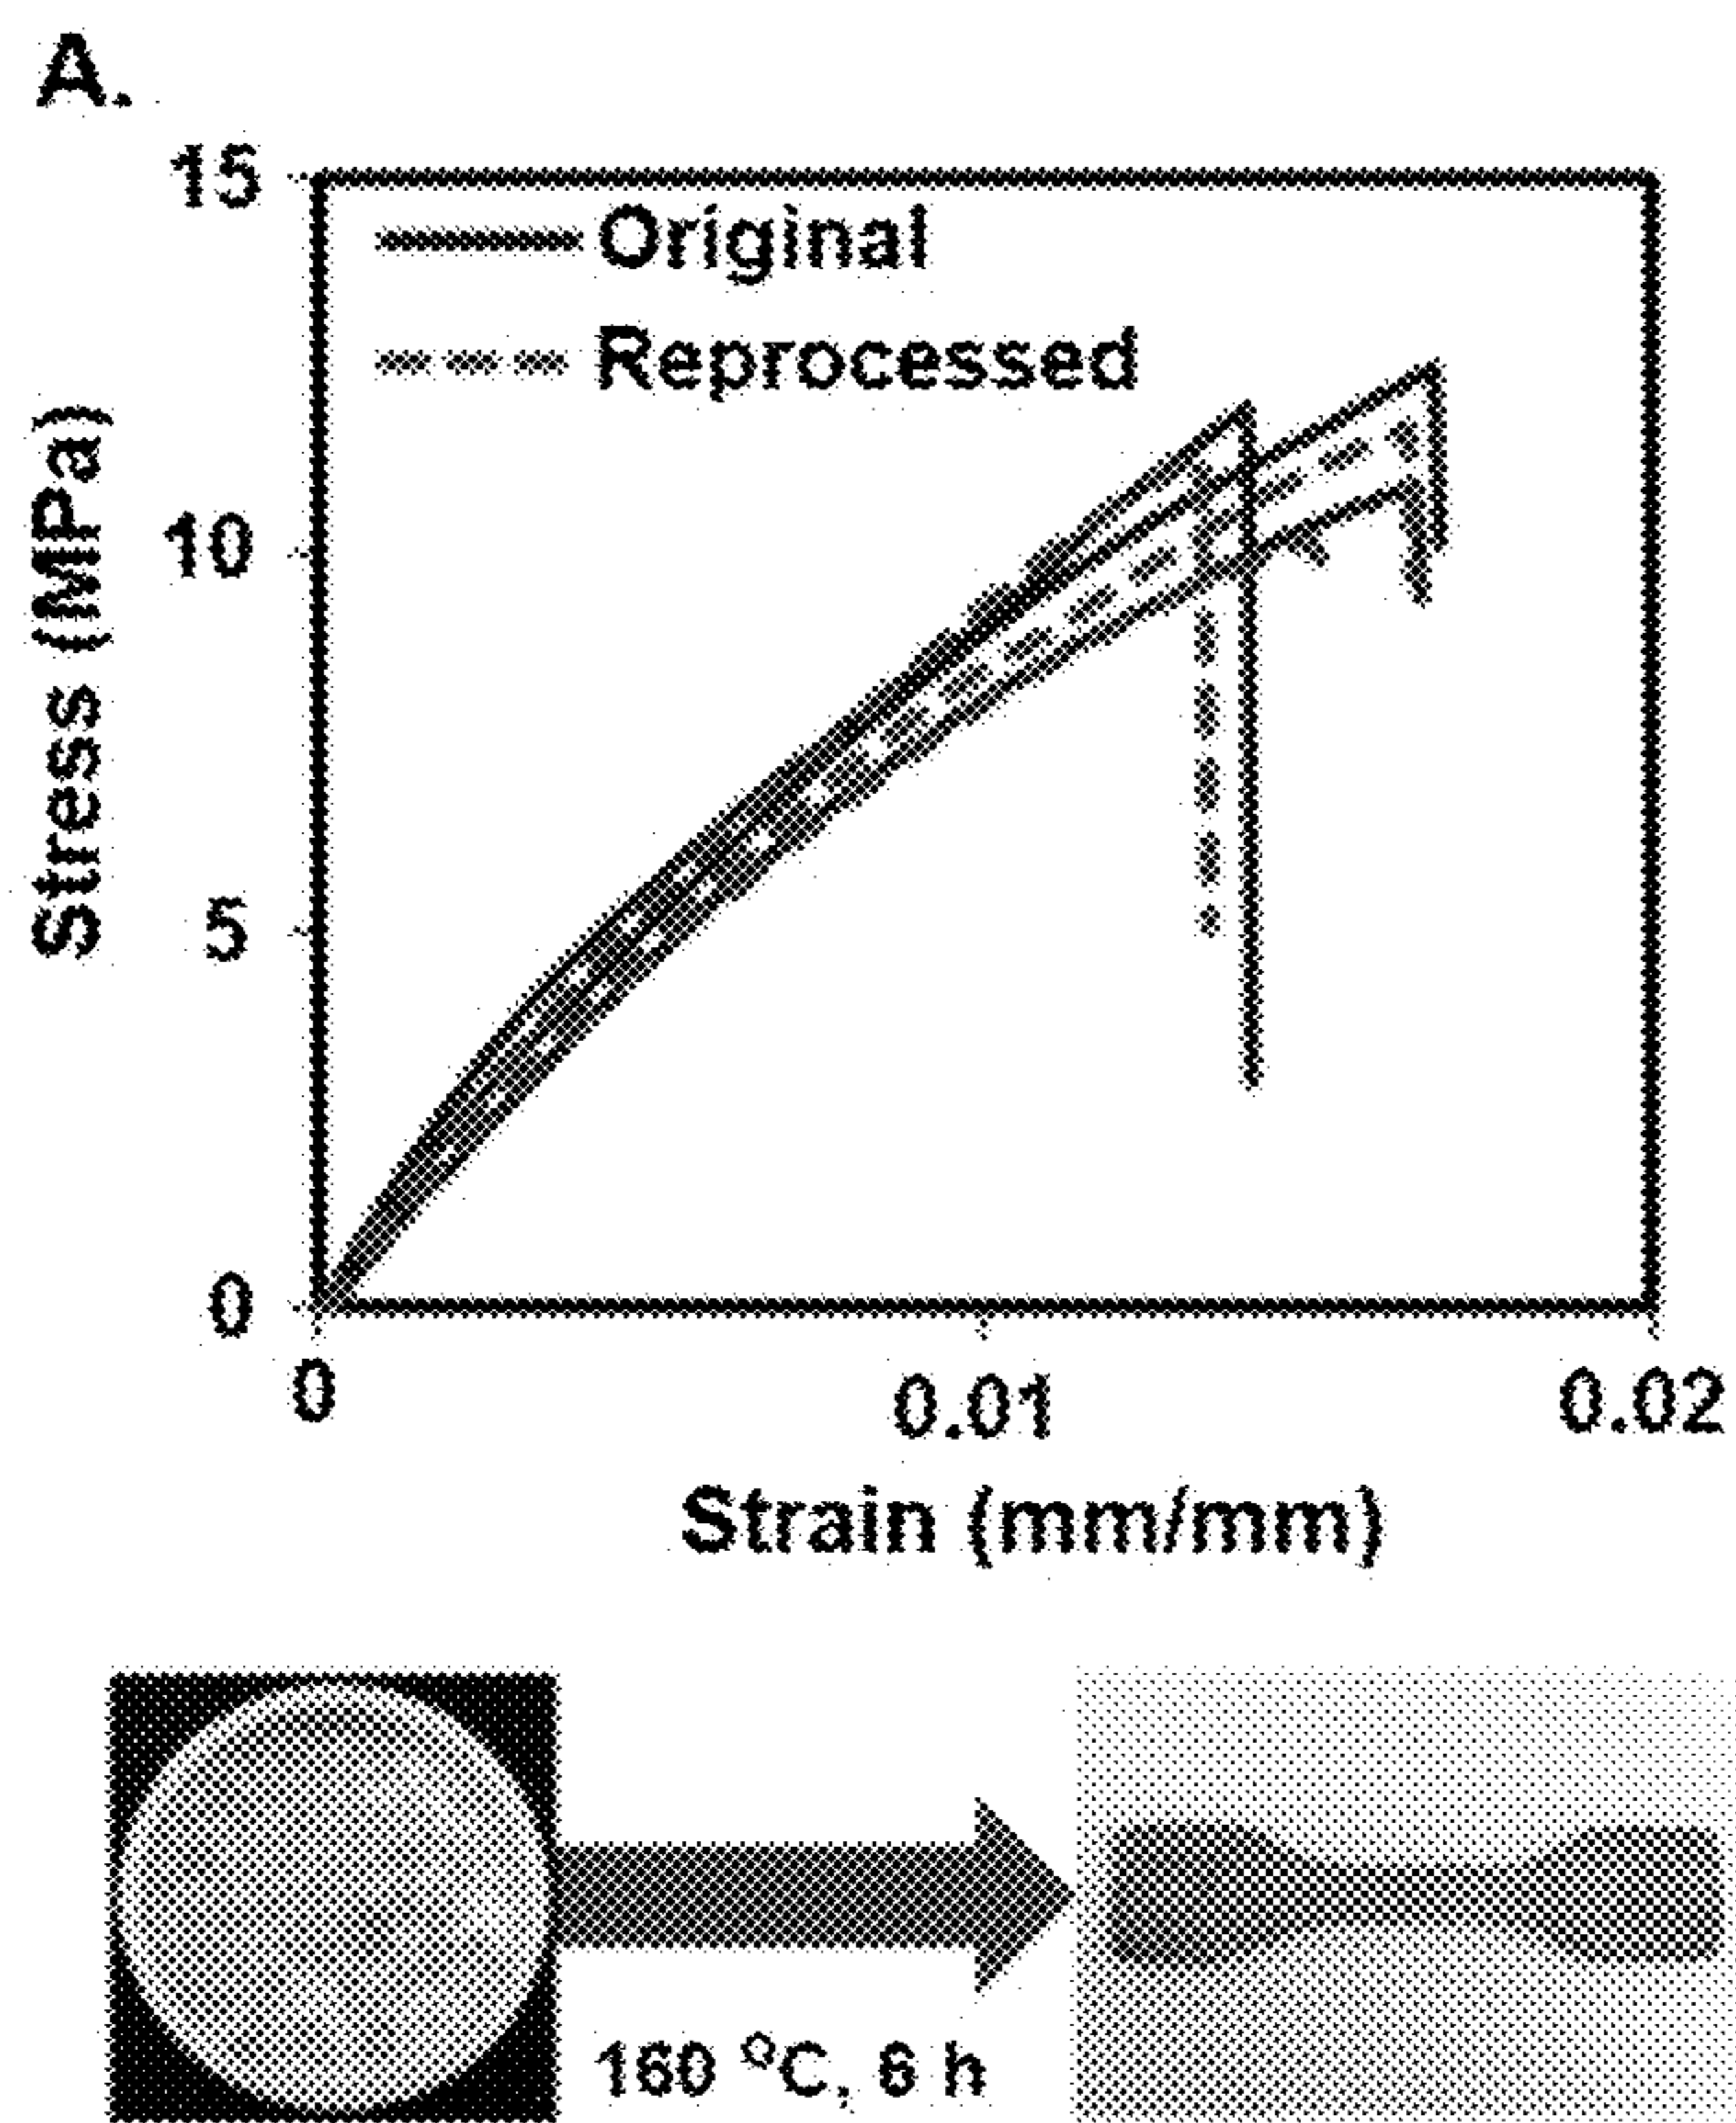 A.
15
Original
Reprocessed
10
5
0
Stress (MPa)
0
0.01
0.02
Strain (mm/mm)
160 °C, 6 h